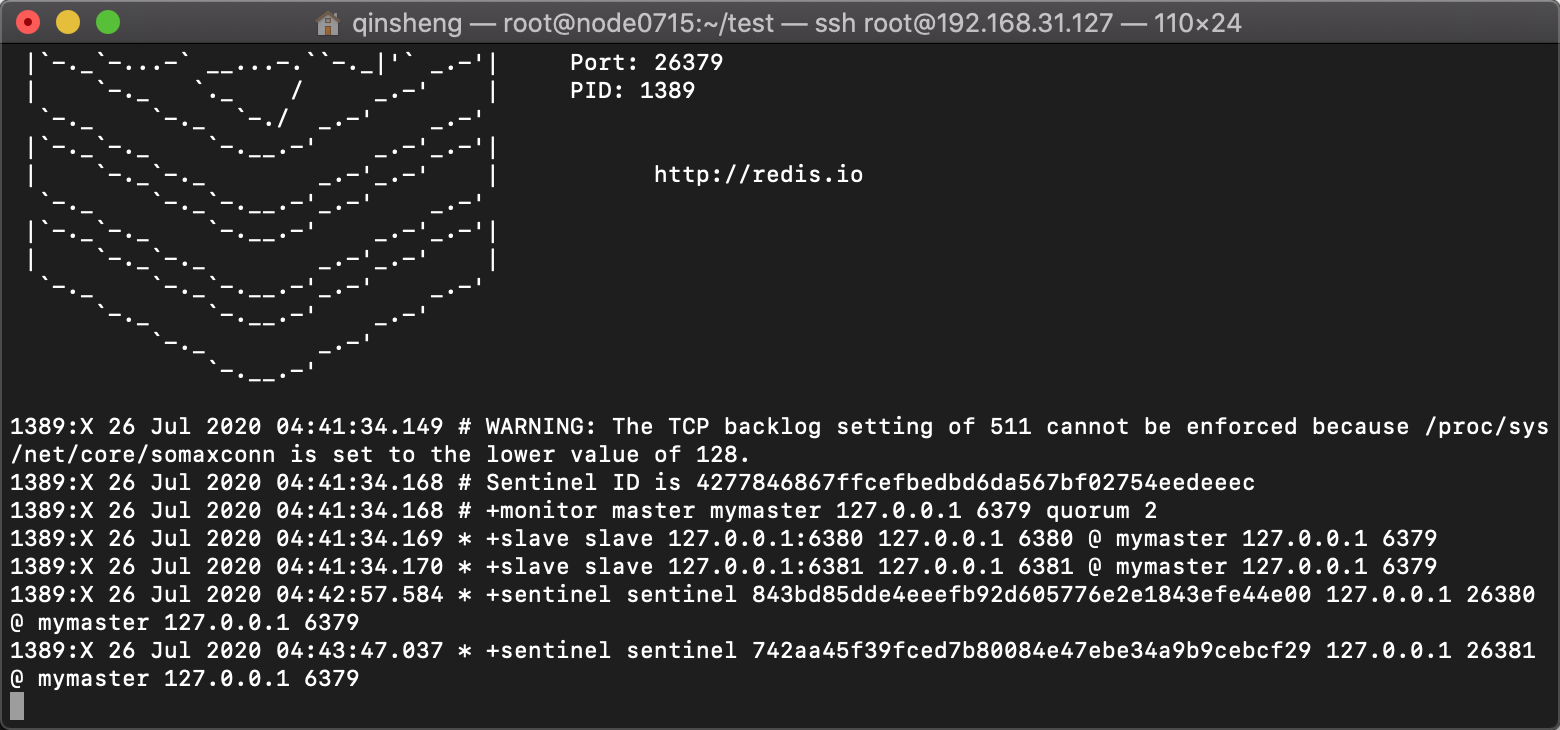 qinsheng — root@node0715:~/test — ssh root@192.168.31.127 — 110×24
Port: 26379
PID: 1389
http://redis.io
1389:X 26 Jul 2020 04:41:34.149 # WARNING: The TCP backlog setting of 511 cannot be enforced because /proc/sys
/net/core/somaxconn is set to the lower value of 128.
1389:X 26 Jul 2020 04:41:34.168 # Sentinel ID is 4277846867ffcefbedbd6da567bf02754eedeeec
1389:X 26 Jul 2020 04:41:34.168 # +monitor master mymaster 127.0.0.1 6379 quorum 2
1389:X 26 Jul 2020 04:41:34.169 * +slave slave 127.0.0.1:6380 127.0.0.1 6380 @ mymaster 127.0.0.1 6379
1389:X 26 Jul 2020 04:41:34.170 * +slave slave 127.0.0.1:6381 127.0.0.1 6381 @ mymaster 127.0.0.1 6379
1389:X 26 Jul 2020 04:42:57.584 * +sentinel sentinel 843bd85dde4eeefb92d605776e2e1843efe44e00 127.0.0.1 26380
@ mymaster 127.0.0.1 6379
1389:X 26 Jul 2020 04:43:47.037 * +sentinel sentinel 742aa45f39fced7b80084e47ebe34a9b9cebcf29 127.0.0.1 26381
@ mymaster 127.0.0.1 6379